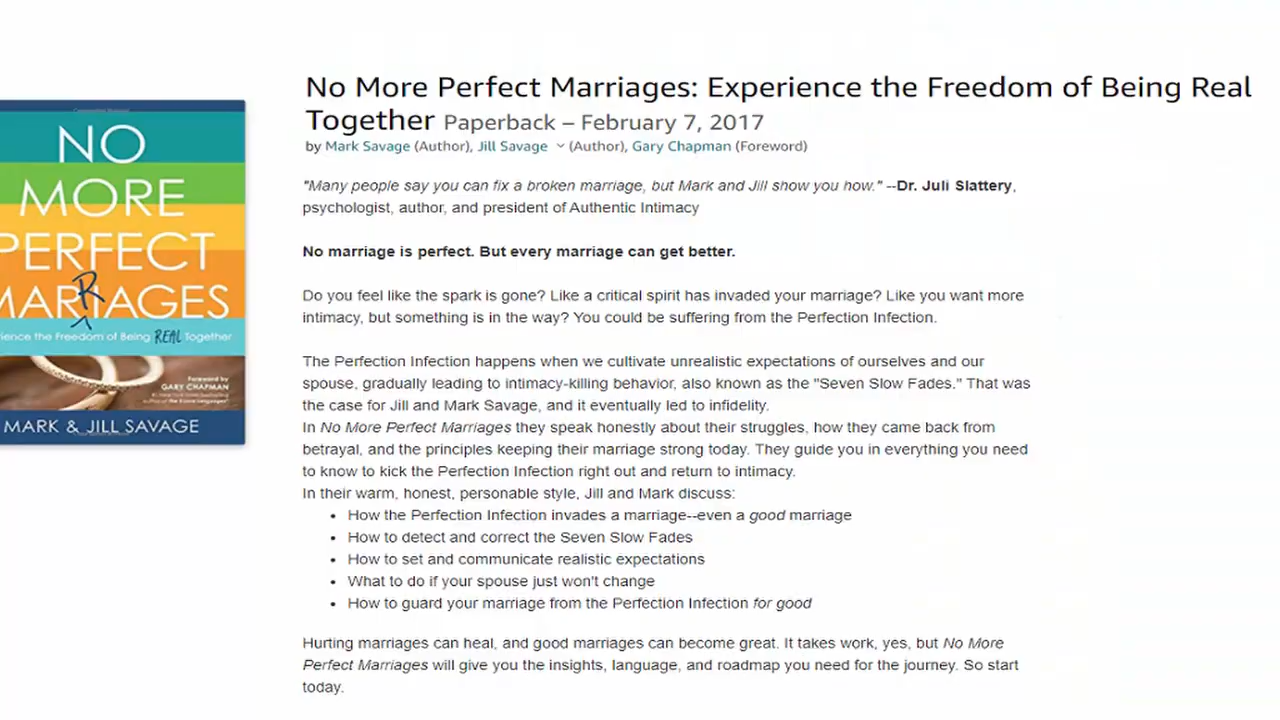 No More Perfect Marriages: Experience the Freedom of Being Real
Together Paperback – February 7, 2017
by Mark Savage (Author), Jill Savage (Author), Gary Chapman (Foreword)
"Many people say you can fix a broken marriage, but Mark and Jill show you how." --Dr. Juli Slattery,
psychologist, author, and president of Authentic Intimacy
No marriage is perfect. But every marriage can get better.
Do you feel like the spark is gone? Like a critical spirit has invaded your marriage? Like you want more
intimacy, but something is in the way? You could be suffering from the Perfection Infection.
The Perfection Infection happens when we cultivate unrealistic expectations of ourselves and our
spouse, gradually leading to intimacy-killing behavior, also known as the "Seven Slow Fades." That was
the case for Jill and Mark Savage, and it eventually led to infidelity.
In No More Perfect Marriages they speak honestly about their struggles, how they came back from
betrayal, and the principles keeping their marriage strong today. They guide you in everything you need
to know to kick the Perfection Infection right out and return to intimacy.
In their warm, honest, personable style, Jill and Mark discuss:
• How the Perfection Infection invades a marriage--even a good marriage
• How to detect and correct the Seven Slow Fades
• How to set and communicate realistic expectations
• What to do if your spouse just won't change
• How to guard your marriage from the Perfection Infection for good
Hurting marriages can heal, and good marriages can become great. It takes work, yes, but No More
Perfect Marriages will give you the insights, language, and roadmap you need for the journey. So start
today.
NO
MORE
PERFECT
MARRIAGES
ience the Freedom of Being REAL Together
Foreword by
GARY CHAPMAN
MARK & JILL SAVAGE